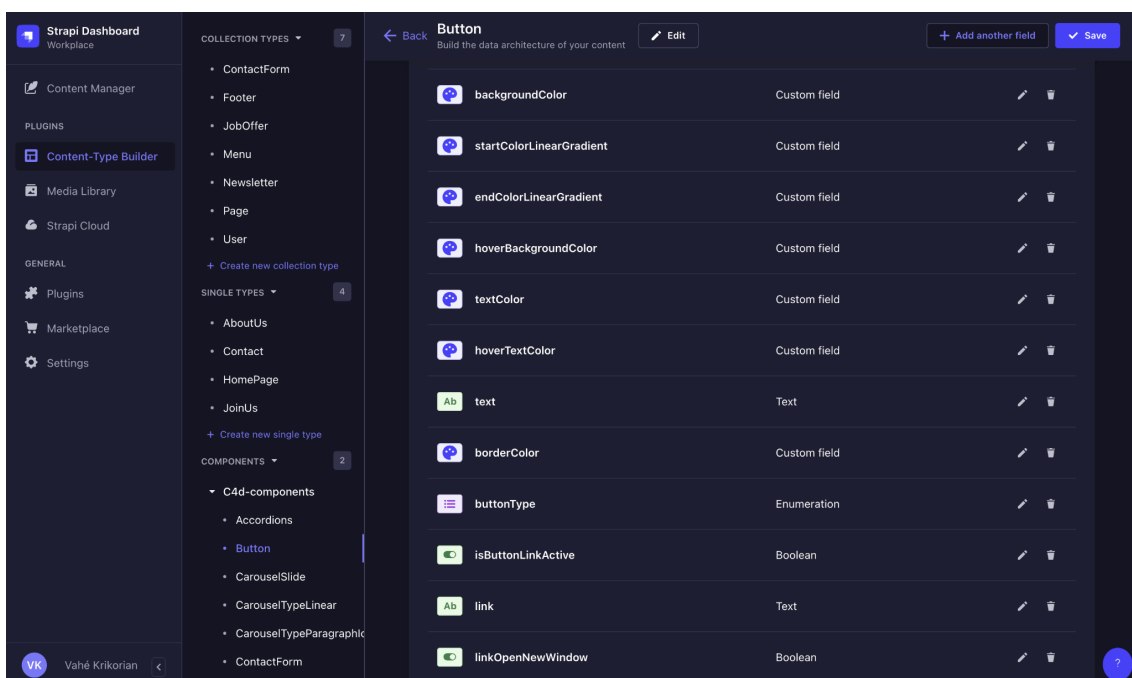 Strapi Dashboard
Workplace
Content Manager
PLUGINS
Content-Type Builder
Media Library
Strapi Cloud
GENERAL
Plugins
Marketplace
Settings
VK Vahé Krikorian
COLLECTION TYPES 7
ContactForm
Footer
JobOffer
Menu
Newsletter
Page
User
+ Create new collection type
SINGLE TYPES 4
AboutUs
Contact
HomePage
JoinUs
+ Create new single type
COMPONENTS 2
C4d-components
Accordions
Button
CarouselSlide
CarouselTypeLinear
CarouselTypeParagraphIc
ContactForm
Back
Button
Build the data architecture of your content
Edit
+ Add another field
Save
backgroundColor Custom field
startColorLinearGradient Custom field
endColorLinearGradient Custom field
hoverBackgroundColor Custom field
textColor Custom field
hoverTextColor Custom field
Ab text Text
borderColor Custom field
buttonType Enumeration
isButtonLinkActive Boolean
Ab link Text
linkOpenNewWindow Boolean
?